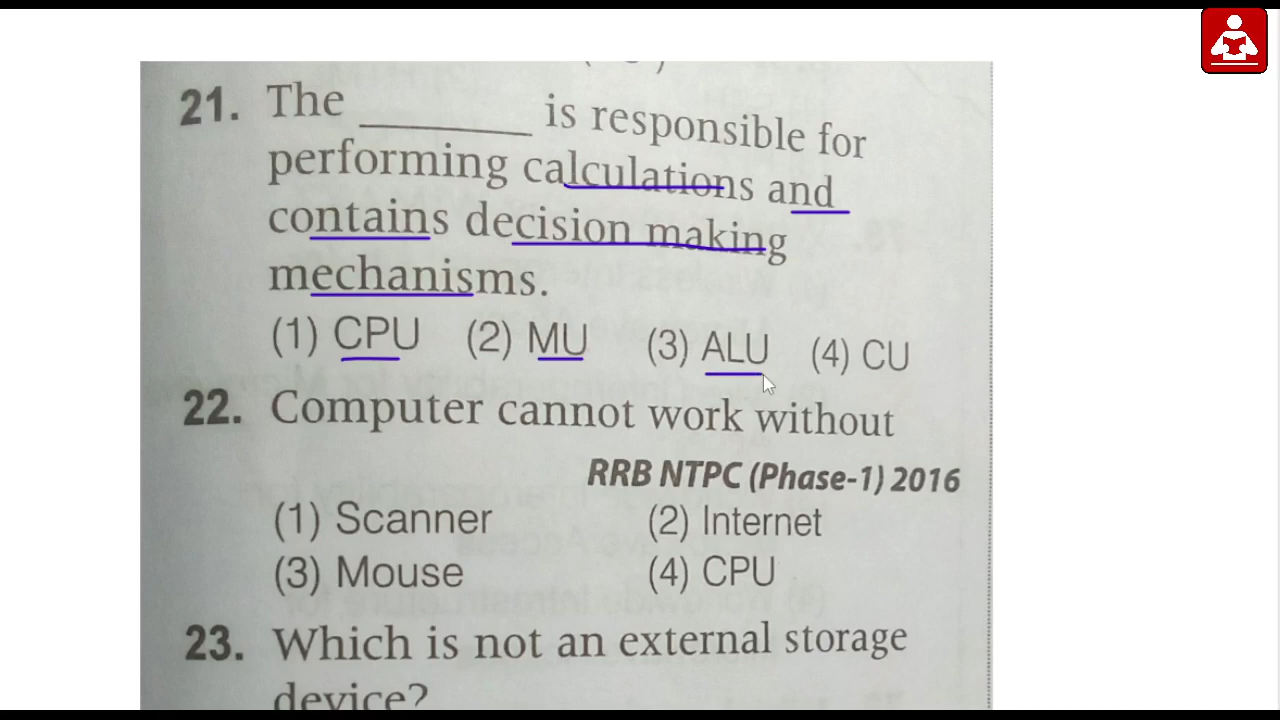 21. The ________ is responsible for
performing calculations and
contains decision making
mechanisms.
(1) CPU (2) MU (3) ALU (4) CU
22. Computer cannot work without
RRB NTPC (Phase-1) 2016
(1) Scanner (2) Internet
(3) Mouse (4) CPU
23. Which is not an external storage
device?